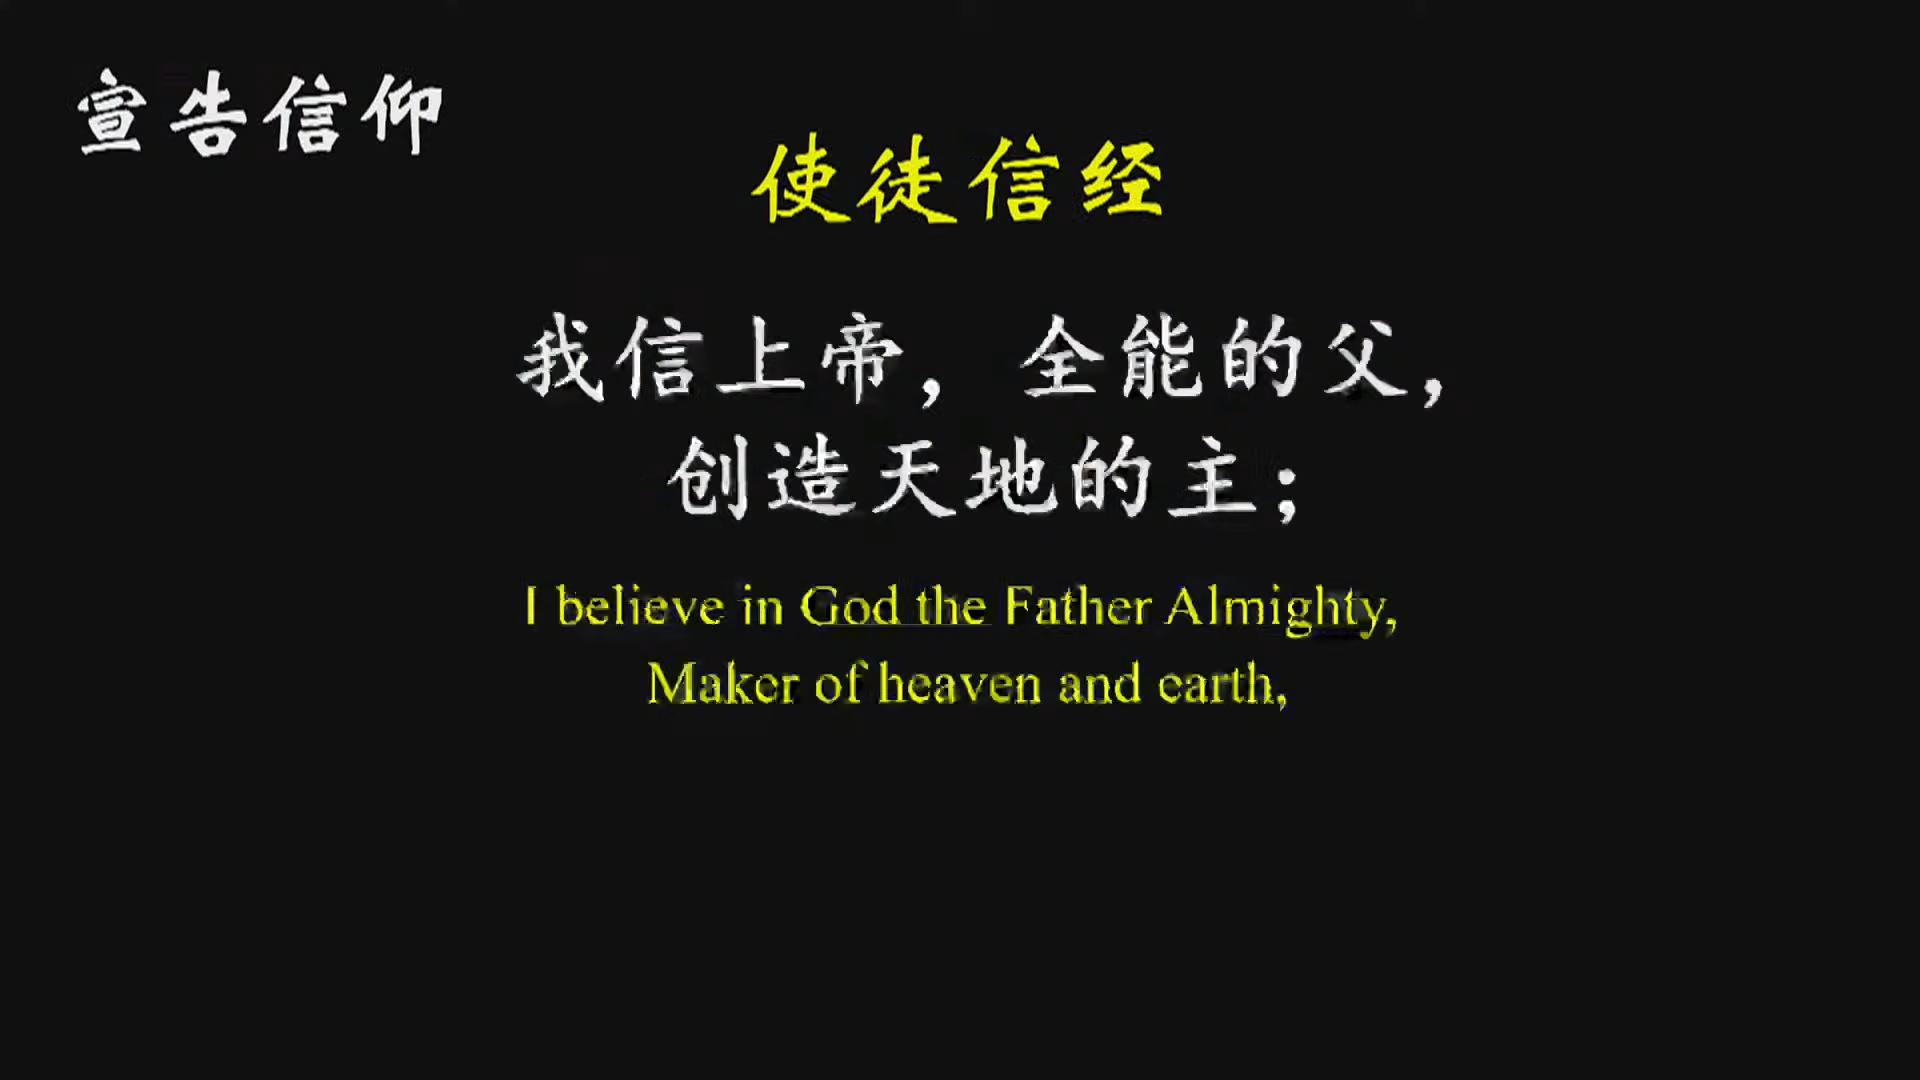 宣告信仰
使徒信经
我信上帝，全能的父，
创造天地的主；
I believe in God the Father Almighty,
Maker of heaven and earth,